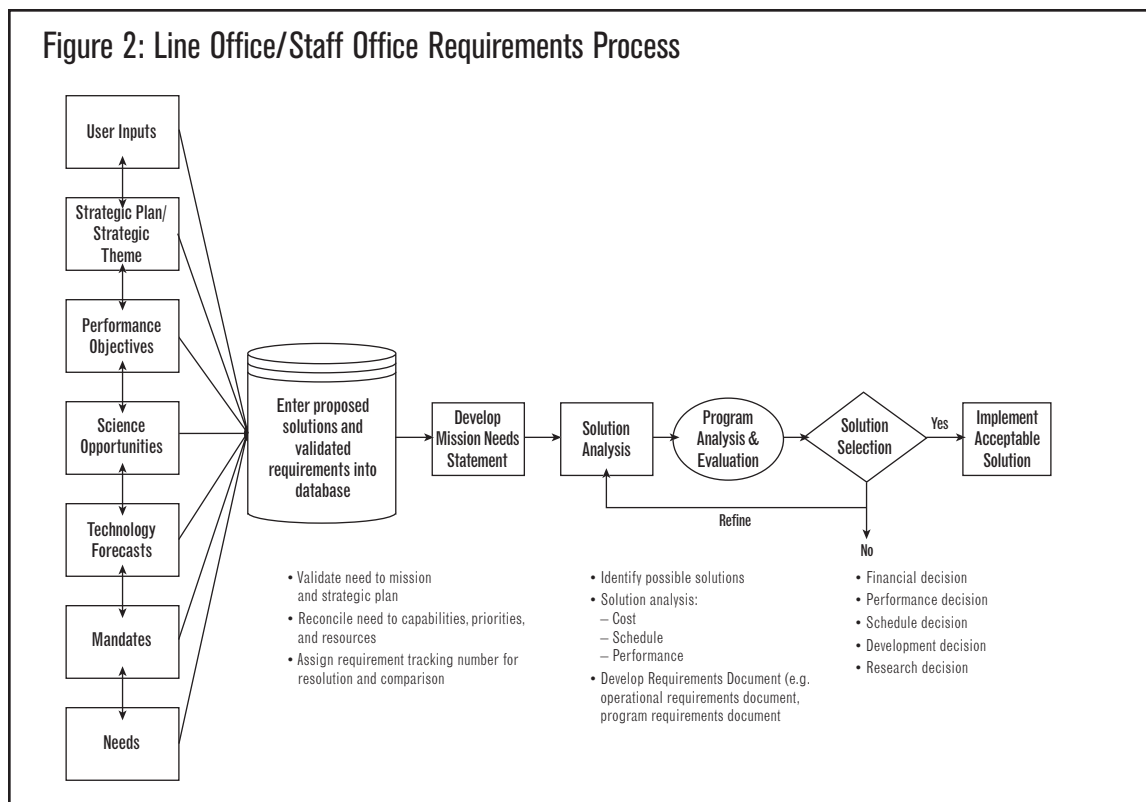 Figure 2: Line Office/Staff Office Requirements Process
User Inputs
Strategic Plan/
Strategic
Theme
Performance
Objectives
Science
Opportunities
Technology
Forecasts
Mandates
Needs
Enter proposed
solutions and
validated
requirements into
database
Develop
Mission Needs
Statement
Solution
Analysis
Program
Analysis &
Evaluation
Solution
Selection
Yes
Implement
Acceptable
Solution
Refine
No
• Validate need to mission
and strategic plan
• Reconcile need to capabilities, priorities,
and resources
• Assign requirement tracking number for
resolution and comparison
• Identify possible solutions
• Solution analysis:
– Cost
– Schedule
– Performance
• Develop Requirements Document (e.g.
operational requirements document,
program requirements document
• Financial decision
• Performance decision
• Schedule decision
• Development decision
• Research decision